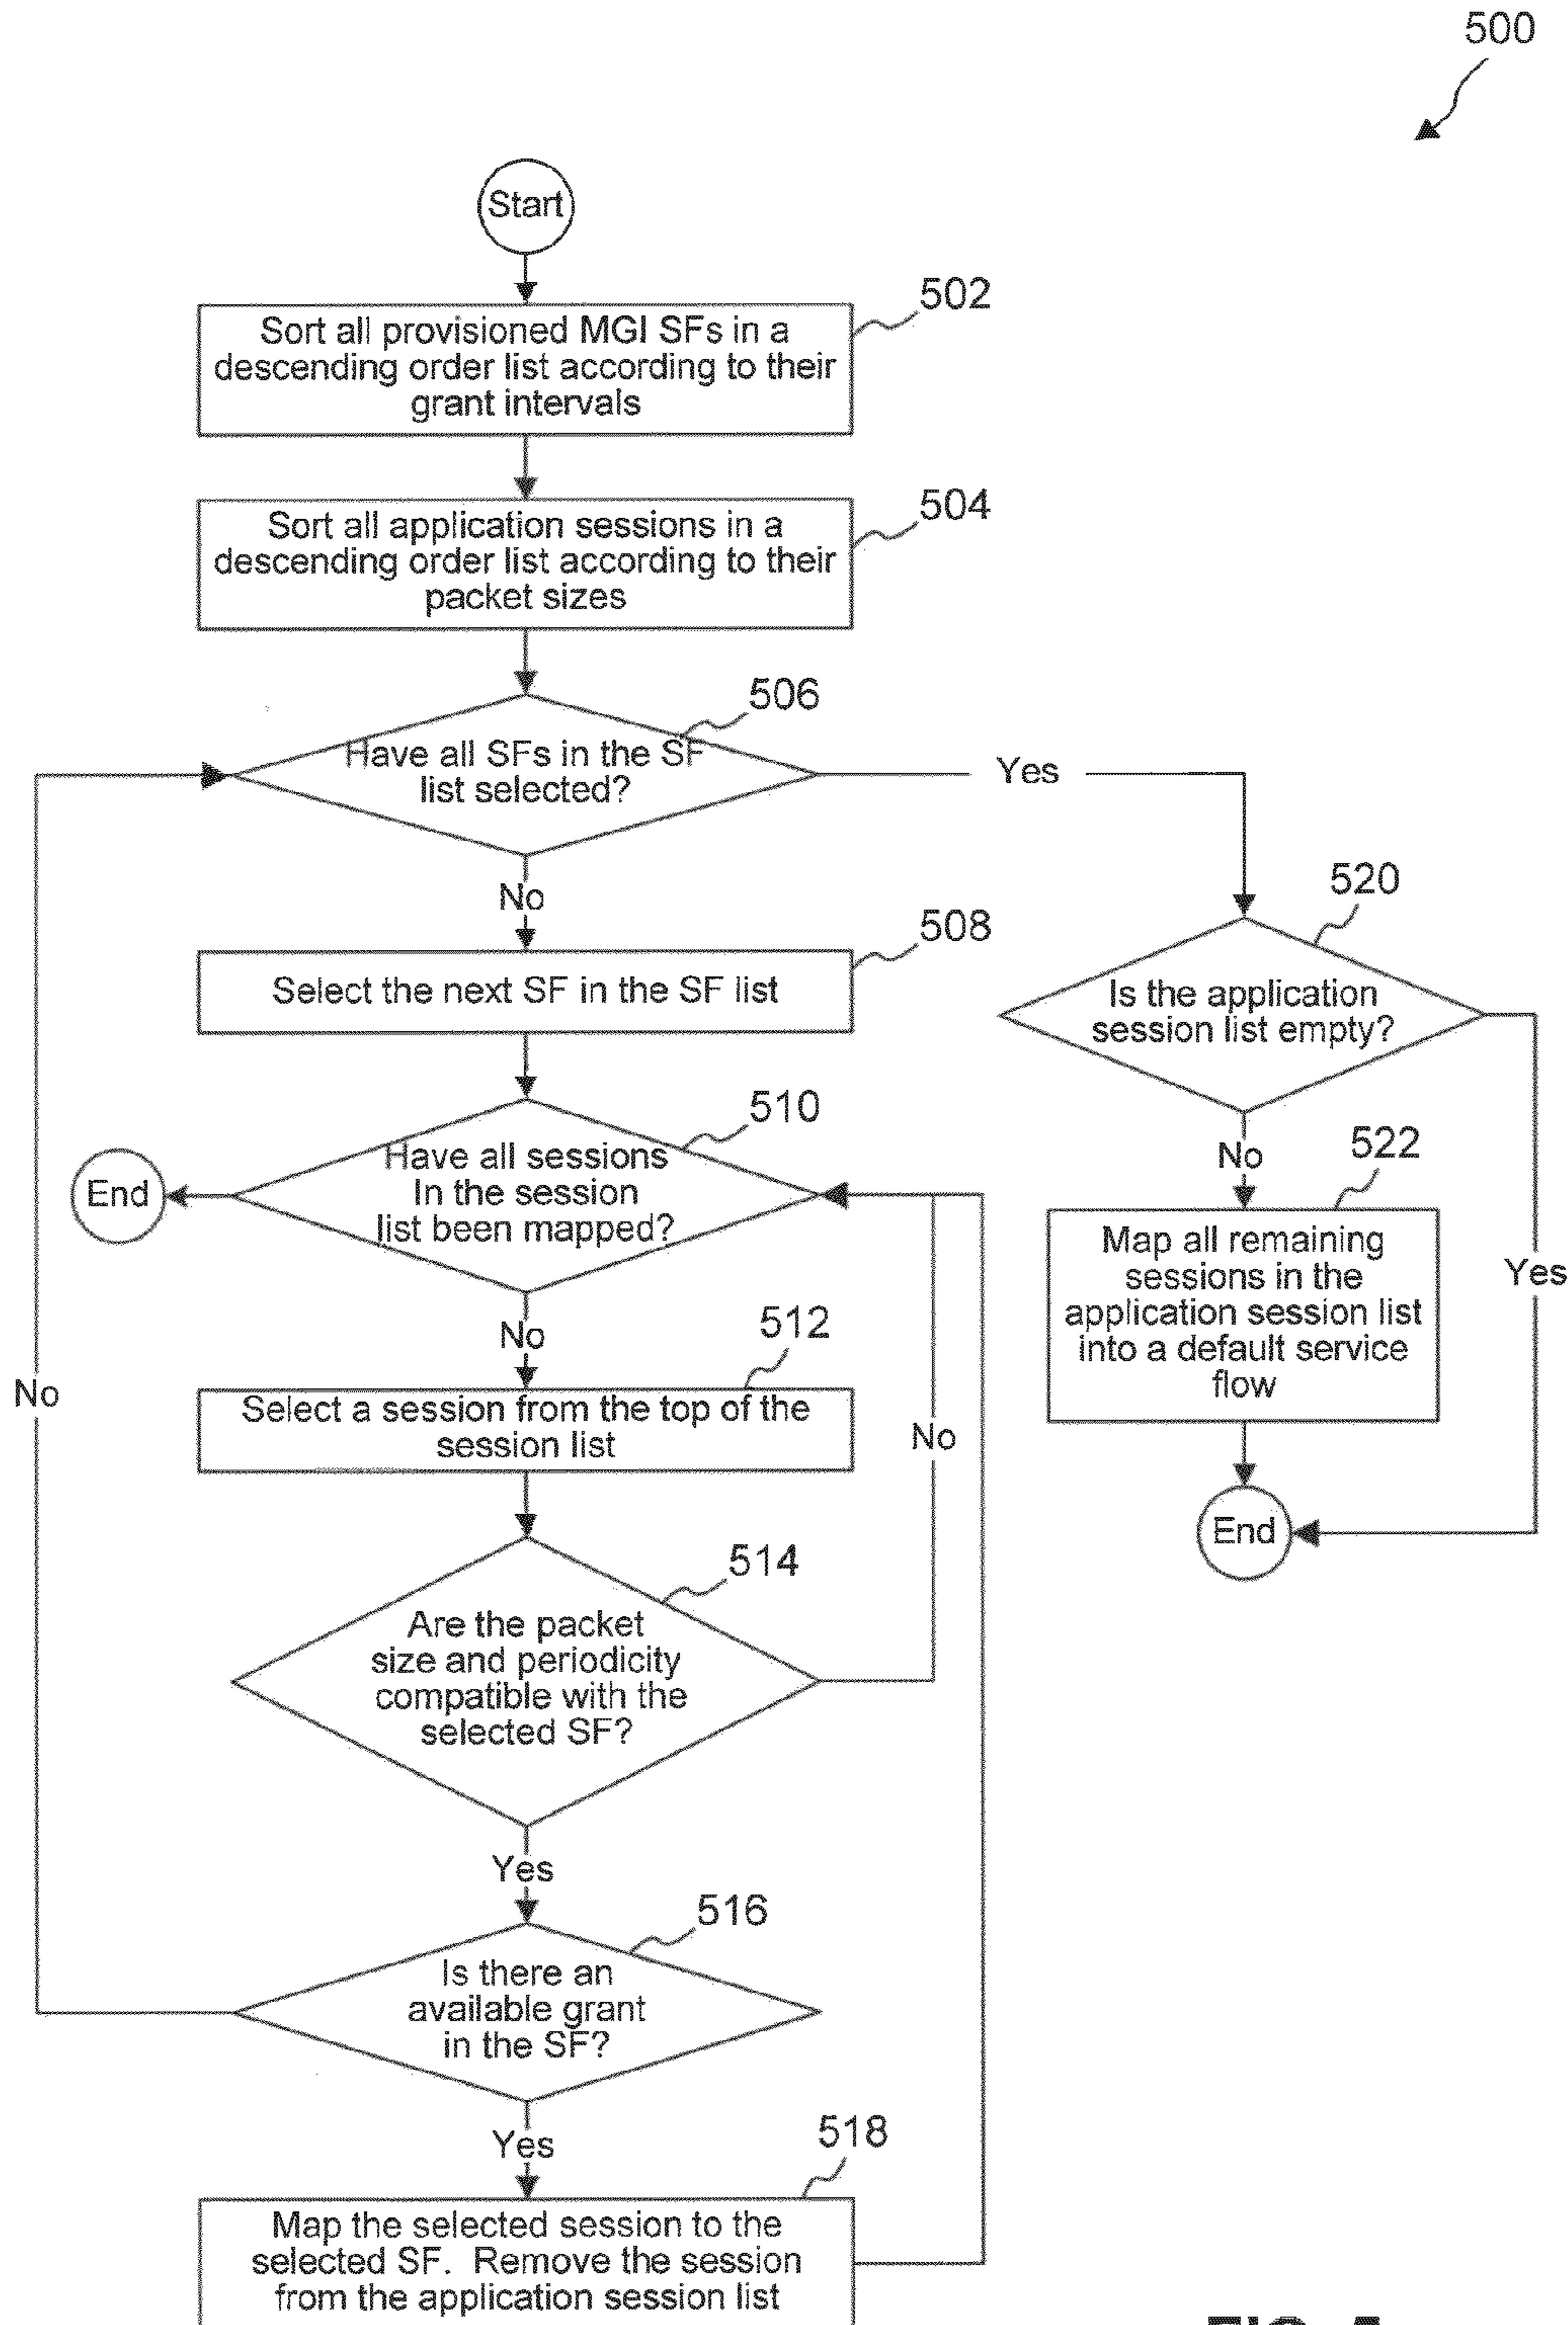 500
Start
502
Sort all provisioned MGI SFs in a
descending order list according to their
grant intervals
504
Sort all application sessions in a
descending order list according to their
packet sizes
506
Have all SFs in the SF
list selected?
Yes
No
508
Select the next SF in the SF list
520
Is the application
session list empty?
510
Have all sessions
In the session
list been mapped?
End
No
522
Map all remaining
sessions in the
application session list
into a default service
flow
Yes
No
512
Select a session from the top of the
session list
No
No
End
514
Are the packet
size and periodicity
compatible with the
selected SF?
Yes
516
Is there an
available grant
in the SF?
Yes
518
Map the selected session to the
selected SF. Remove the session
from the application session list